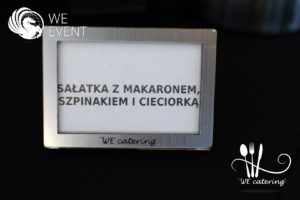 WE
EVENT
SAŁATKA Z MAKARONEM,
SZPINAKIEM I CIECIORKĄ
WE catering
WE catering